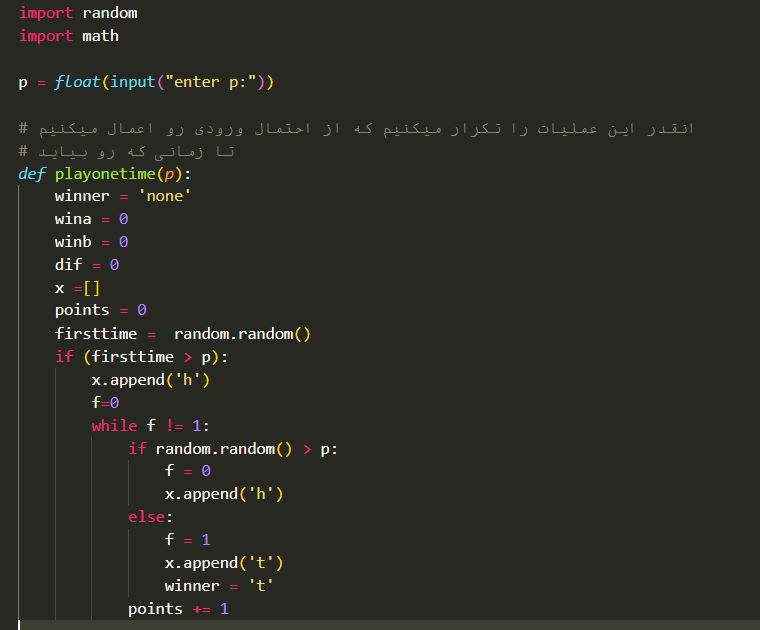 import random
import math
p = float(input("enter p:"))
# انقدر این عملیات را تکرار میکنیم که از احتمال ورودی رو اعمال میکنیم
# تا زمانی که رو بیاید
def playonetime(p):
    winner = 'none'
    wina = 0
    winb = 0
    dif = 0
    x =[]
    points = 0
    firsttime =  random.random()
    if (firsttime > p):
        x.append('h')
        f=0
        while f != 1:
            if random.random() > p:
                f = 0
                x.append('h')
            else:
                f = 1
                x.append('t')
                winner = 't'
            points += 1